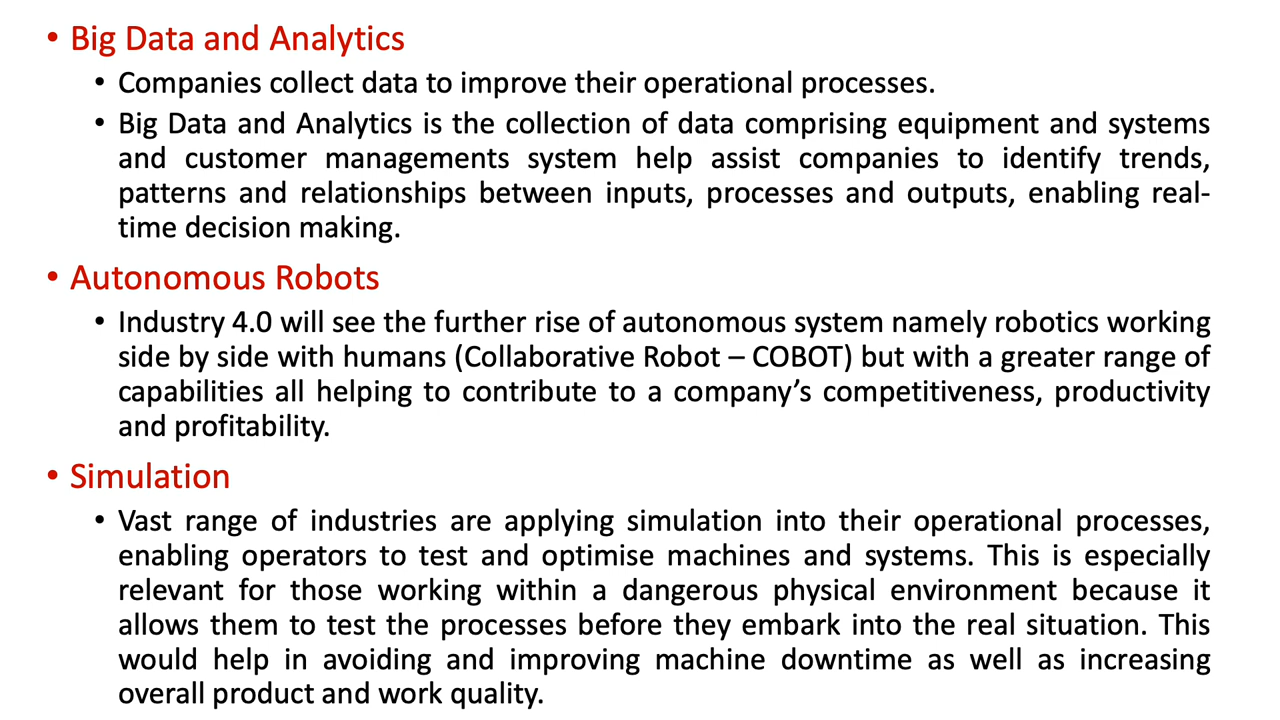 • Big Data and Analytics
• Companies collect data to improve their operational processes.
• Big Data and Analytics is the collection of data comprising equipment and systems
and customer managements system help assist companies to identify trends,
patterns and relationships between inputs, processes and outputs, enabling real-
time decision making.
• Autonomous Robots
• Industry 4.0 will see the further rise of autonomous system namely robotics working
side by side with humans (Collaborative Robot – COBOT) but with a greater range of
capabilities all helping to contribute to a company’s competitiveness, productivity
and profitability.
• Simulation
• Vast range of industries are applying simulation into their operational processes,
enabling operators to test and optimise machines and systems. This is especially
relevant for those working within a dangerous physical environment because it
allows them to test the processes before they embark into the real situation. This
would help in avoiding and improving machine downtime as well as increasing
overall product and work quality.